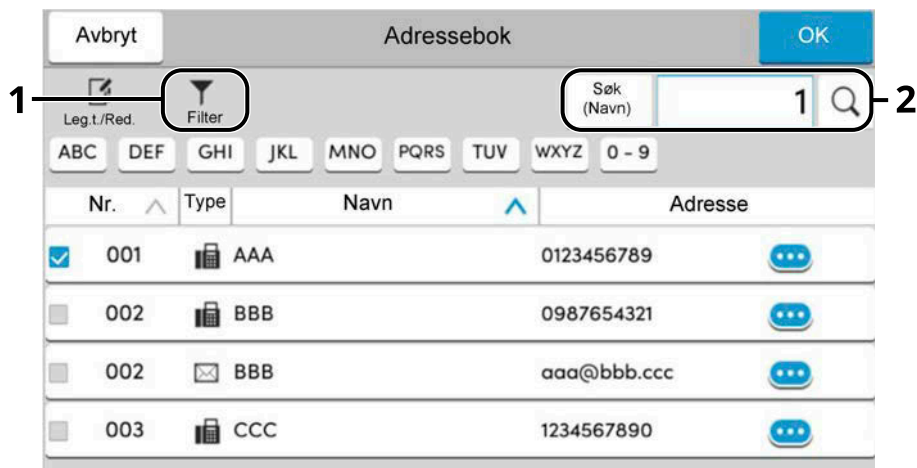 Avbryt Adressebok OK
1 Leg.t./Red. Filter Søk (Navn) 1 2
ABC DEF GHI JKL MNO PQRS TUV WXYZ 0 - 9
Nr. Type Navn Adresse
001 AAA 0123456789
002 BBB 0987654321
002 BBB aaa@bbb.ccc
003 CCC 1234567890